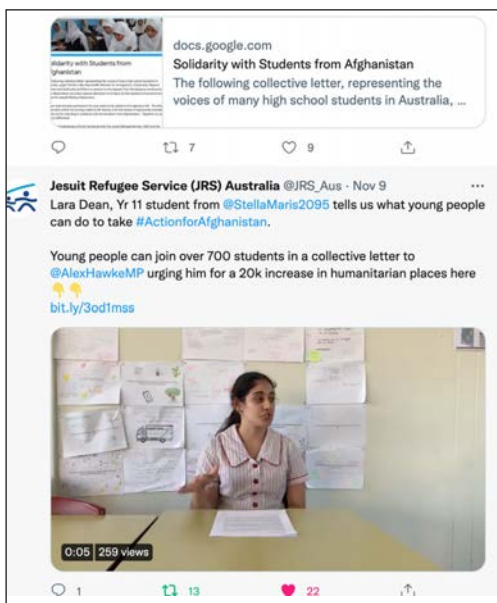 docs.google.com
Solidarity with Students from Afghanistan
The following collective letter, representing the
voices of many high school students in Australia, ...
7
9
Jesuit Refugee Service (JRS) Australia @JRS_Aus · Nov 9
Lara Dean, Yr 11 student from @StellaMaris2095 tells us what young people
can do to take #ActionforAfghanistan.
Young people can join over 700 students in a collective letter to
@AlexHawkeMP urging him for a 20k increase in humanitarian places here
👇👇
bit.ly/3od1mss
0:05 259 views
1
13
22